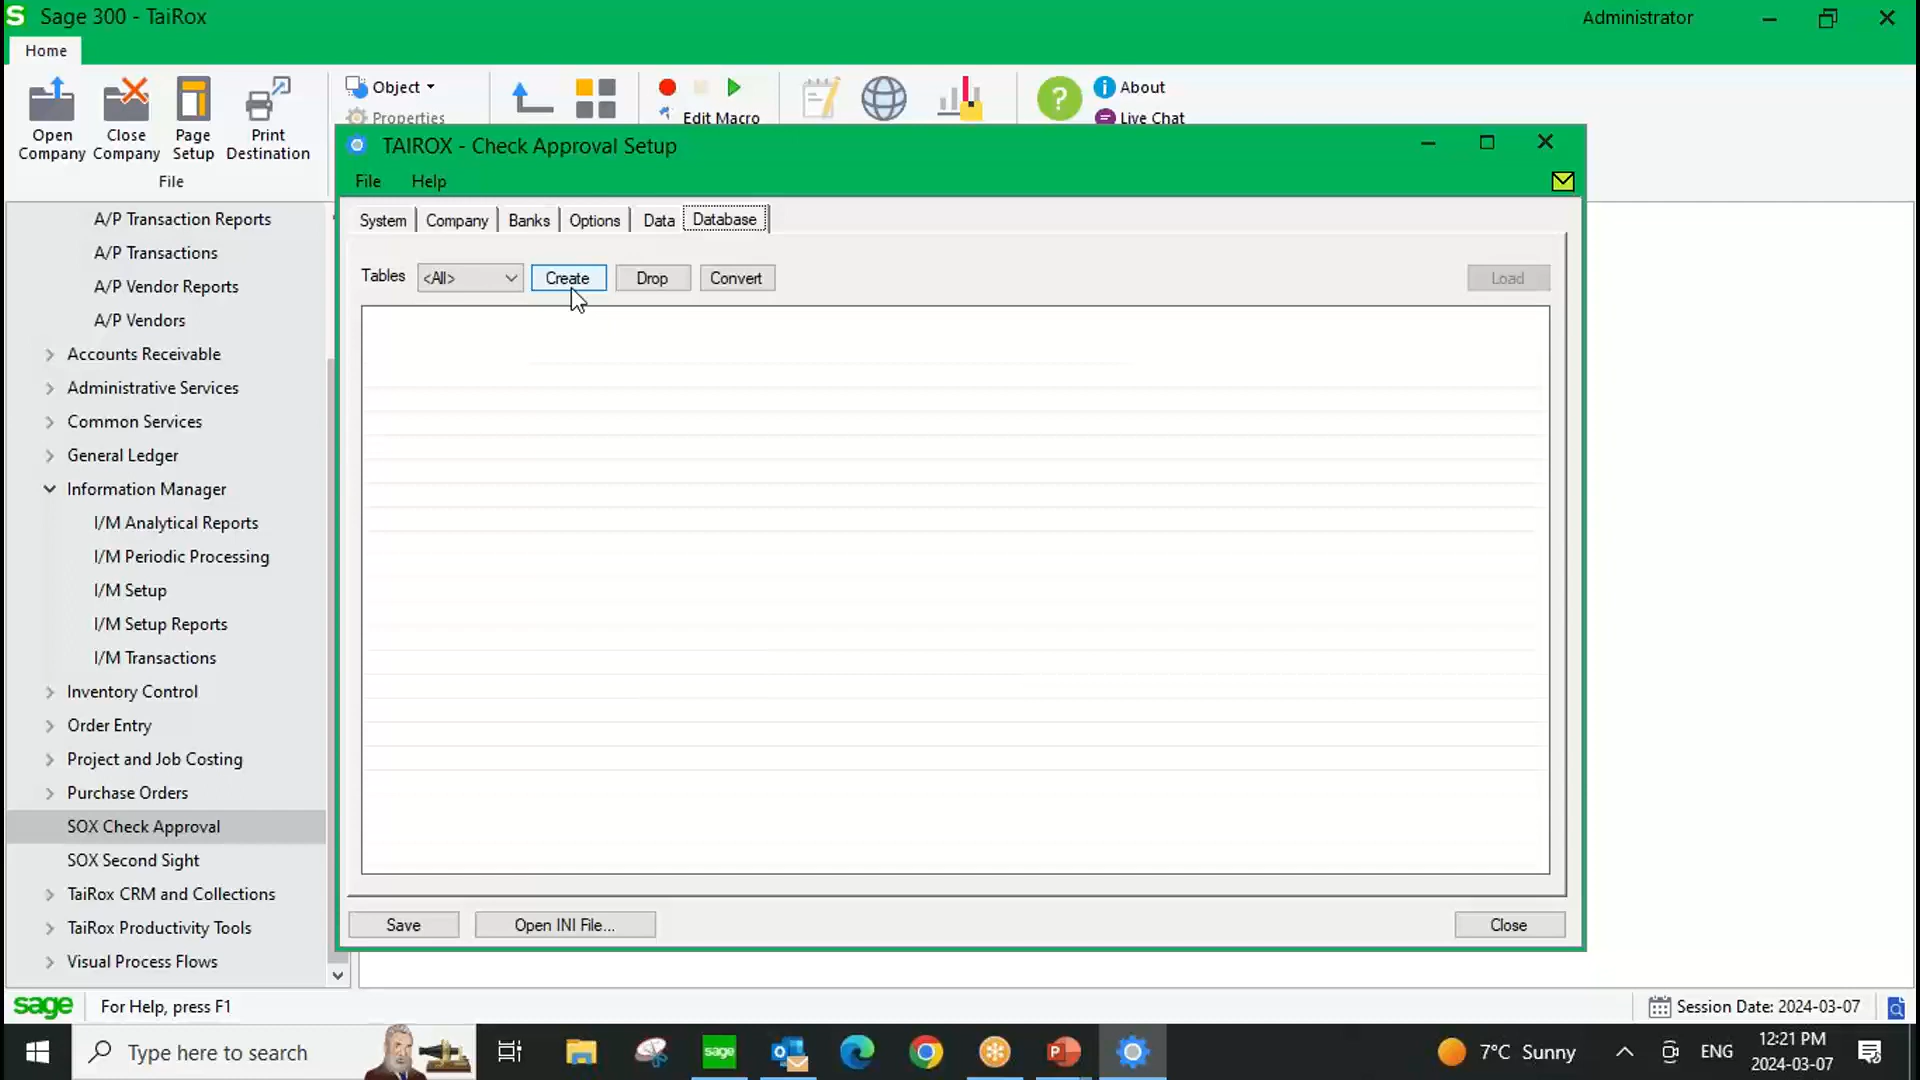 S Sage 300 - TaiRox
Administrator
Home
Open Company
Close Company
Page Setup
Print Destination
File
Object
Properties
Edit Macro
?
i About
Live Chat
TAIROX - Check Approval Setup
File Help
System Company Banks Options Data Database
Tables <All> Create Drop Convert Load
Save Open INI File... Close
A/P Transaction Reports
A/P Transactions
A/P Vendor Reports
A/P Vendors
Accounts Receivable
Administrative Services
Common Services
General Ledger
Information Manager
I/M Analytical Reports
I/M Periodic Processing
I/M Setup
I/M Setup Reports
I/M Transactions
Inventory Control
Order Entry
Project and Job Costing
Purchase Orders
SOX Check Approval
SOX Second Sight
TaiRox CRM and Collections
TaiRox Productivity Tools
Visual Process Flows
sage For Help, press F1
Session Date: 2024-03-07
Type here to search
sage
7°C Sunny
ENG
12:21 PM
2024-03-07